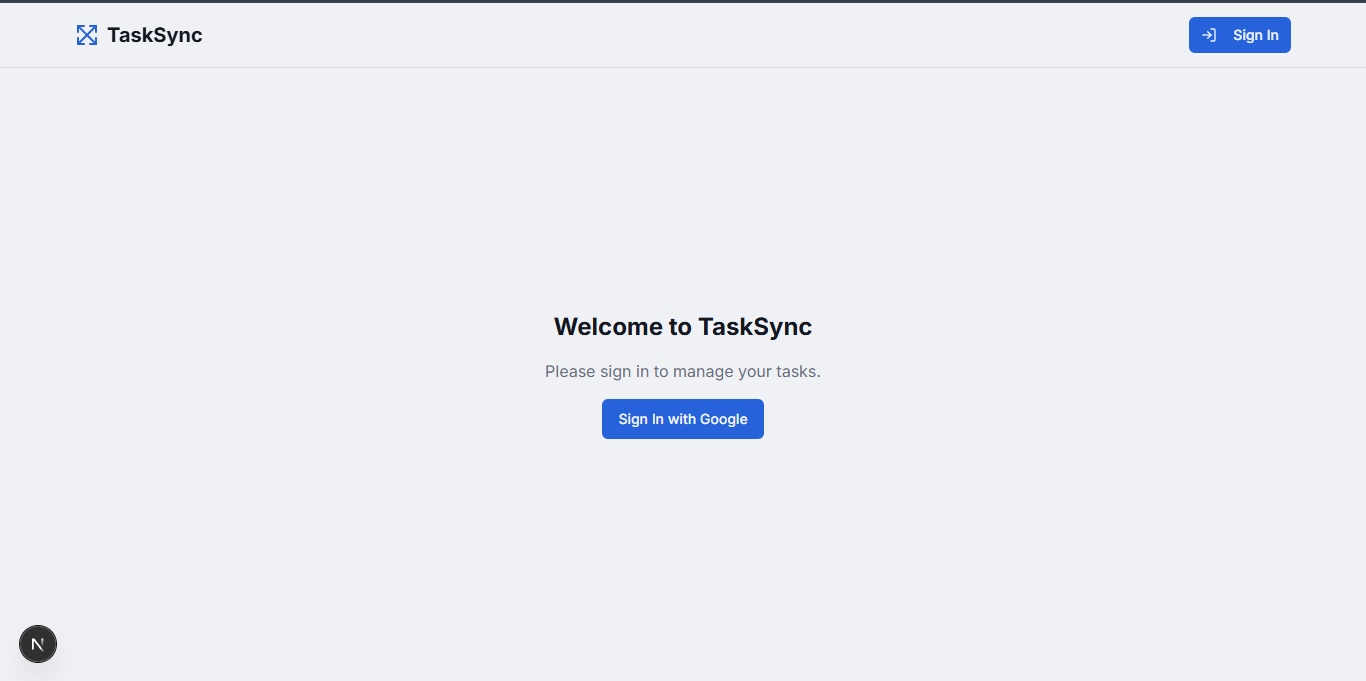 TaskSync
Sign In
Welcome to TaskSync
Please sign in to manage your tasks.
Sign In with Google
N